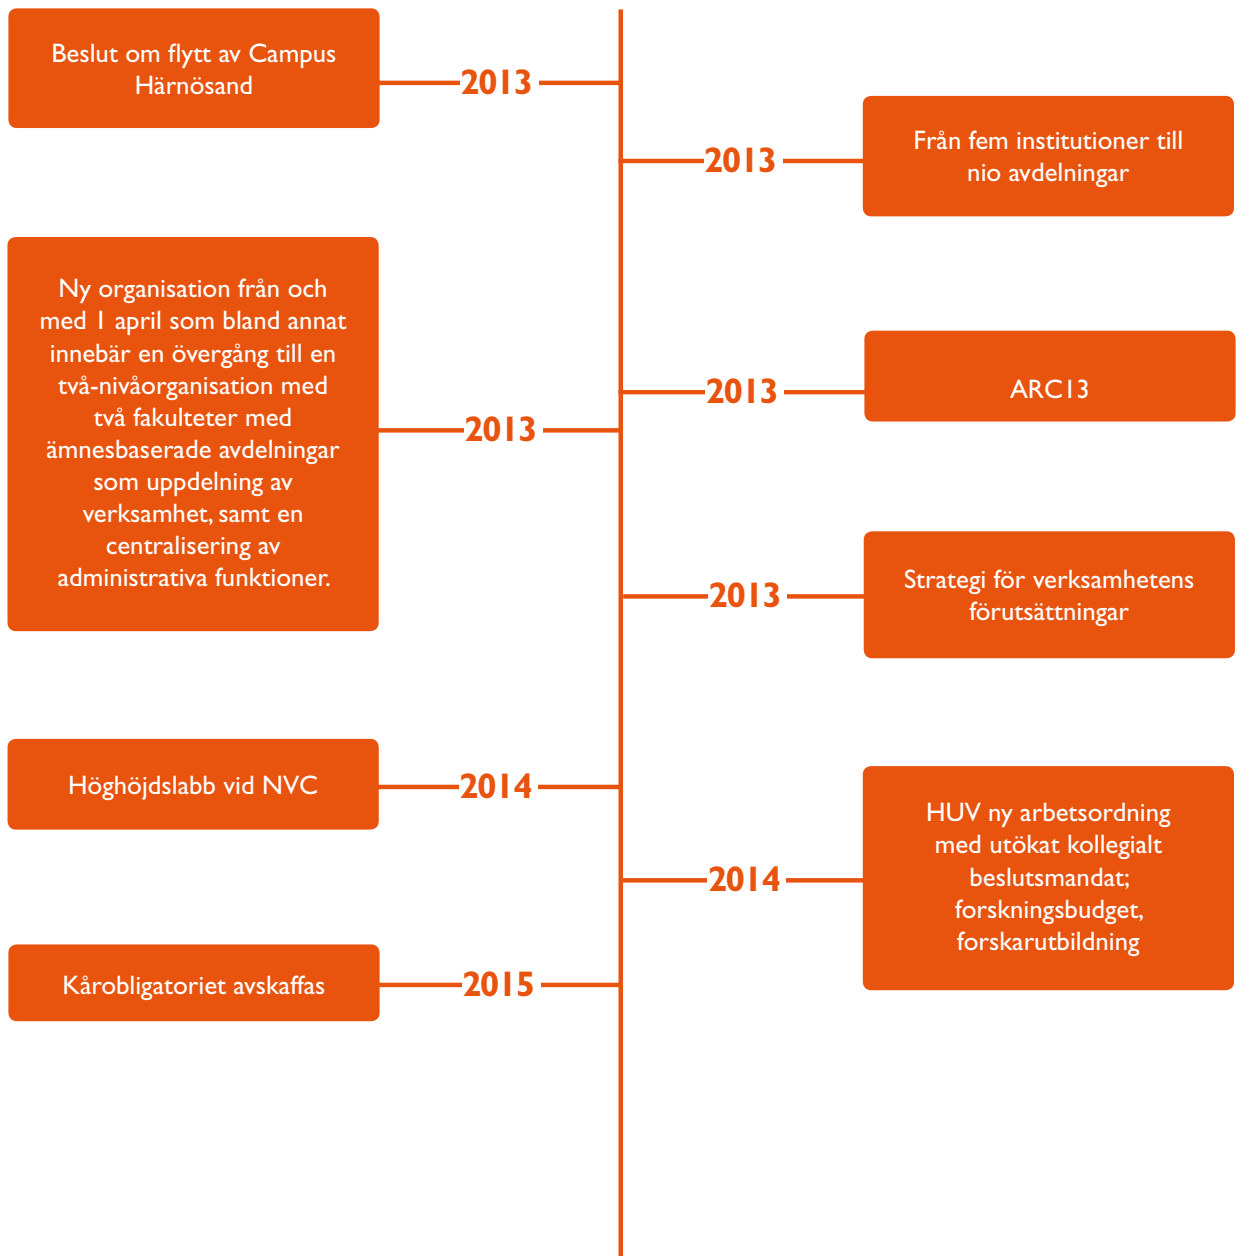 Beslut om flytt av Campus
Härnösand
2013
2013
Från fem institutioner till
nio avdelningar
Ny organisation från och
med 1 april som bland annat
innebär en övergång till en
två-nivåorganisation med
två fakulteter med
ämnesbaserade avdelningar
som uppdelning av
verksamhet, samt en
centralisering av
administrativa funktioner.
2013
2013
ARC13
2013
Strategi för verksamhetens
förutsättningar
Höghöjdslabb vid NVC
2014
2014
HUV ny arbetsordning
med utökat kollegialt
beslutsmandat;
forskningsbudget,
forskarutbildning
Kårobligatoriet avskaffas
2015